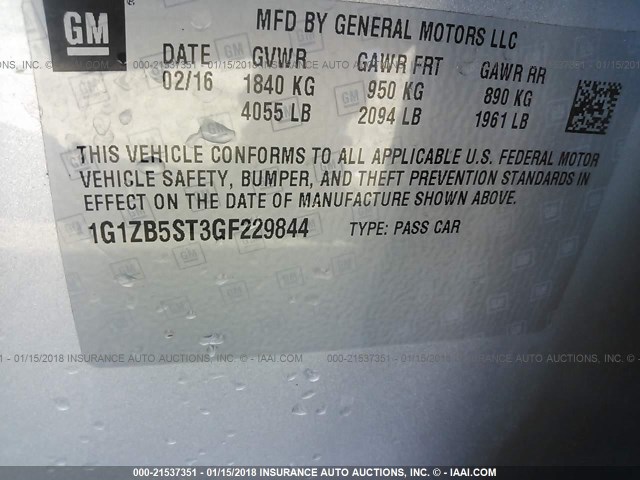 GM
MFD BY GENERAL MOTORS LLC
DATE GVWR GAWR FRT GAWR RR
02/16 1840 KG 950 KG 890 KG
4055 LB 2094 LB 1961 LB
THIS VEHICLE CONFORMS TO ALL APPLICABLE U.S. FEDERAL MOTOR
VEHICLE SAFETY, BUMPER, AND THEFT PREVENTION STANDARDS IN
EFFECT ON THE DATE OF MANUFACTURE SHOWN ABOVE.
1G1ZB5ST3GF229844 TYPE: PASS CAR
000-21537351 - 01/15/2018 INSURANCE AUTO AUCTIONS - © - IAAI.COM